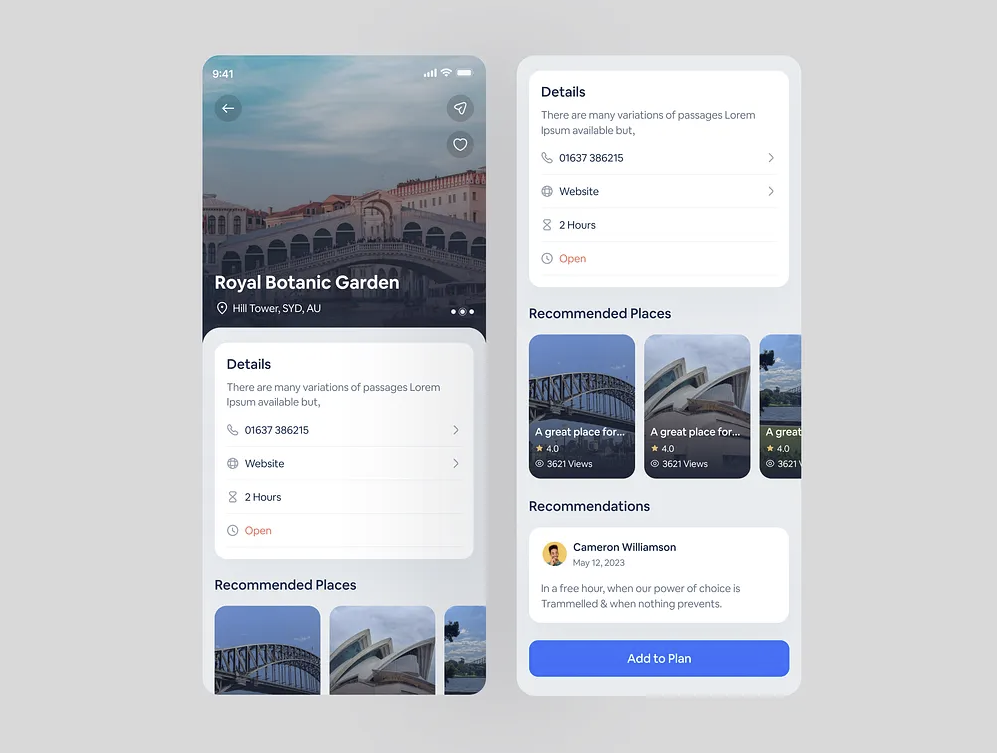 9:41
Royal Botanic Garden
Hill Tower, SYD, AU
Details
There are many variations of passages Lorem
Ipsum available but,
01637 386215
Website
2 Hours
Open
Recommended Places
Details
There are many variations of passages Lorem
Ipsum available but,
01637 386215
Website
2 Hours
Open
Recommended Places
A great place for...
4.0
3621 Views
A great place for...
4.0
3621 Views
A great
4.0
3621 V
Recommendations
Cameron Williamson
May 12, 2023
In a free hour, when our power of choice is
Trammelled & when nothing prevents.
Add to Plan